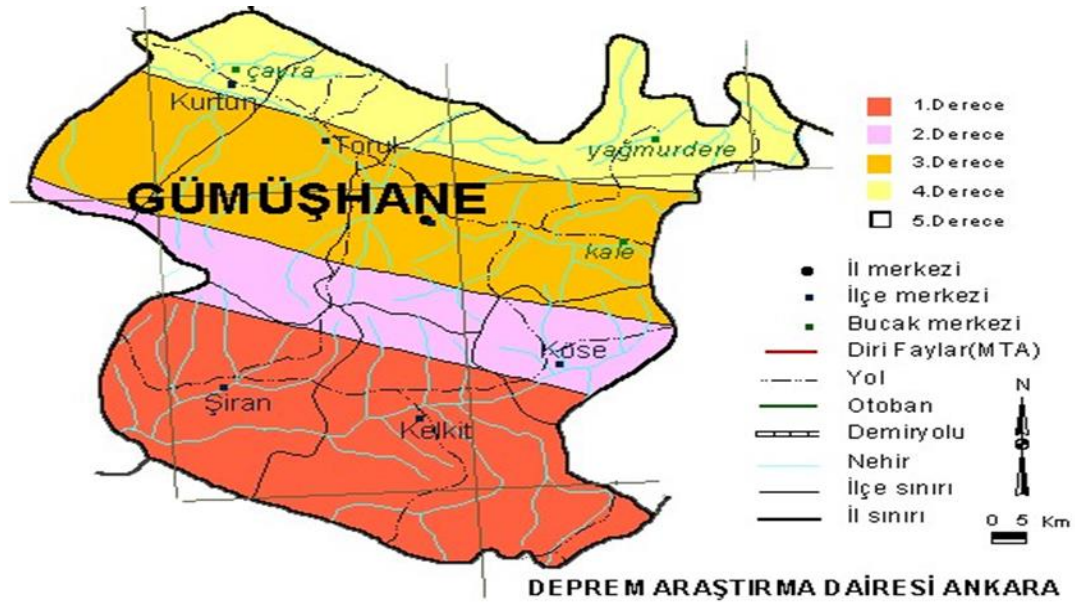 çayra
Kurtun
Torul
yağmurdere
GÜMÜŞHANE
kale
Köse
Şiran
Kelkit
1.Derece
2.Derece
3.Derece
4.Derece
5.Derece
İl merkezi
İlçe merkezi
Bucak merkezi
Diri Faylar(MTA)
Yol
Otoban
Demiryolu
Nehir
İlçe sınırı
İl sınırı
N
0 5 Km
DEPREM ARAŞTIRMA DAİRESİ ANKARA